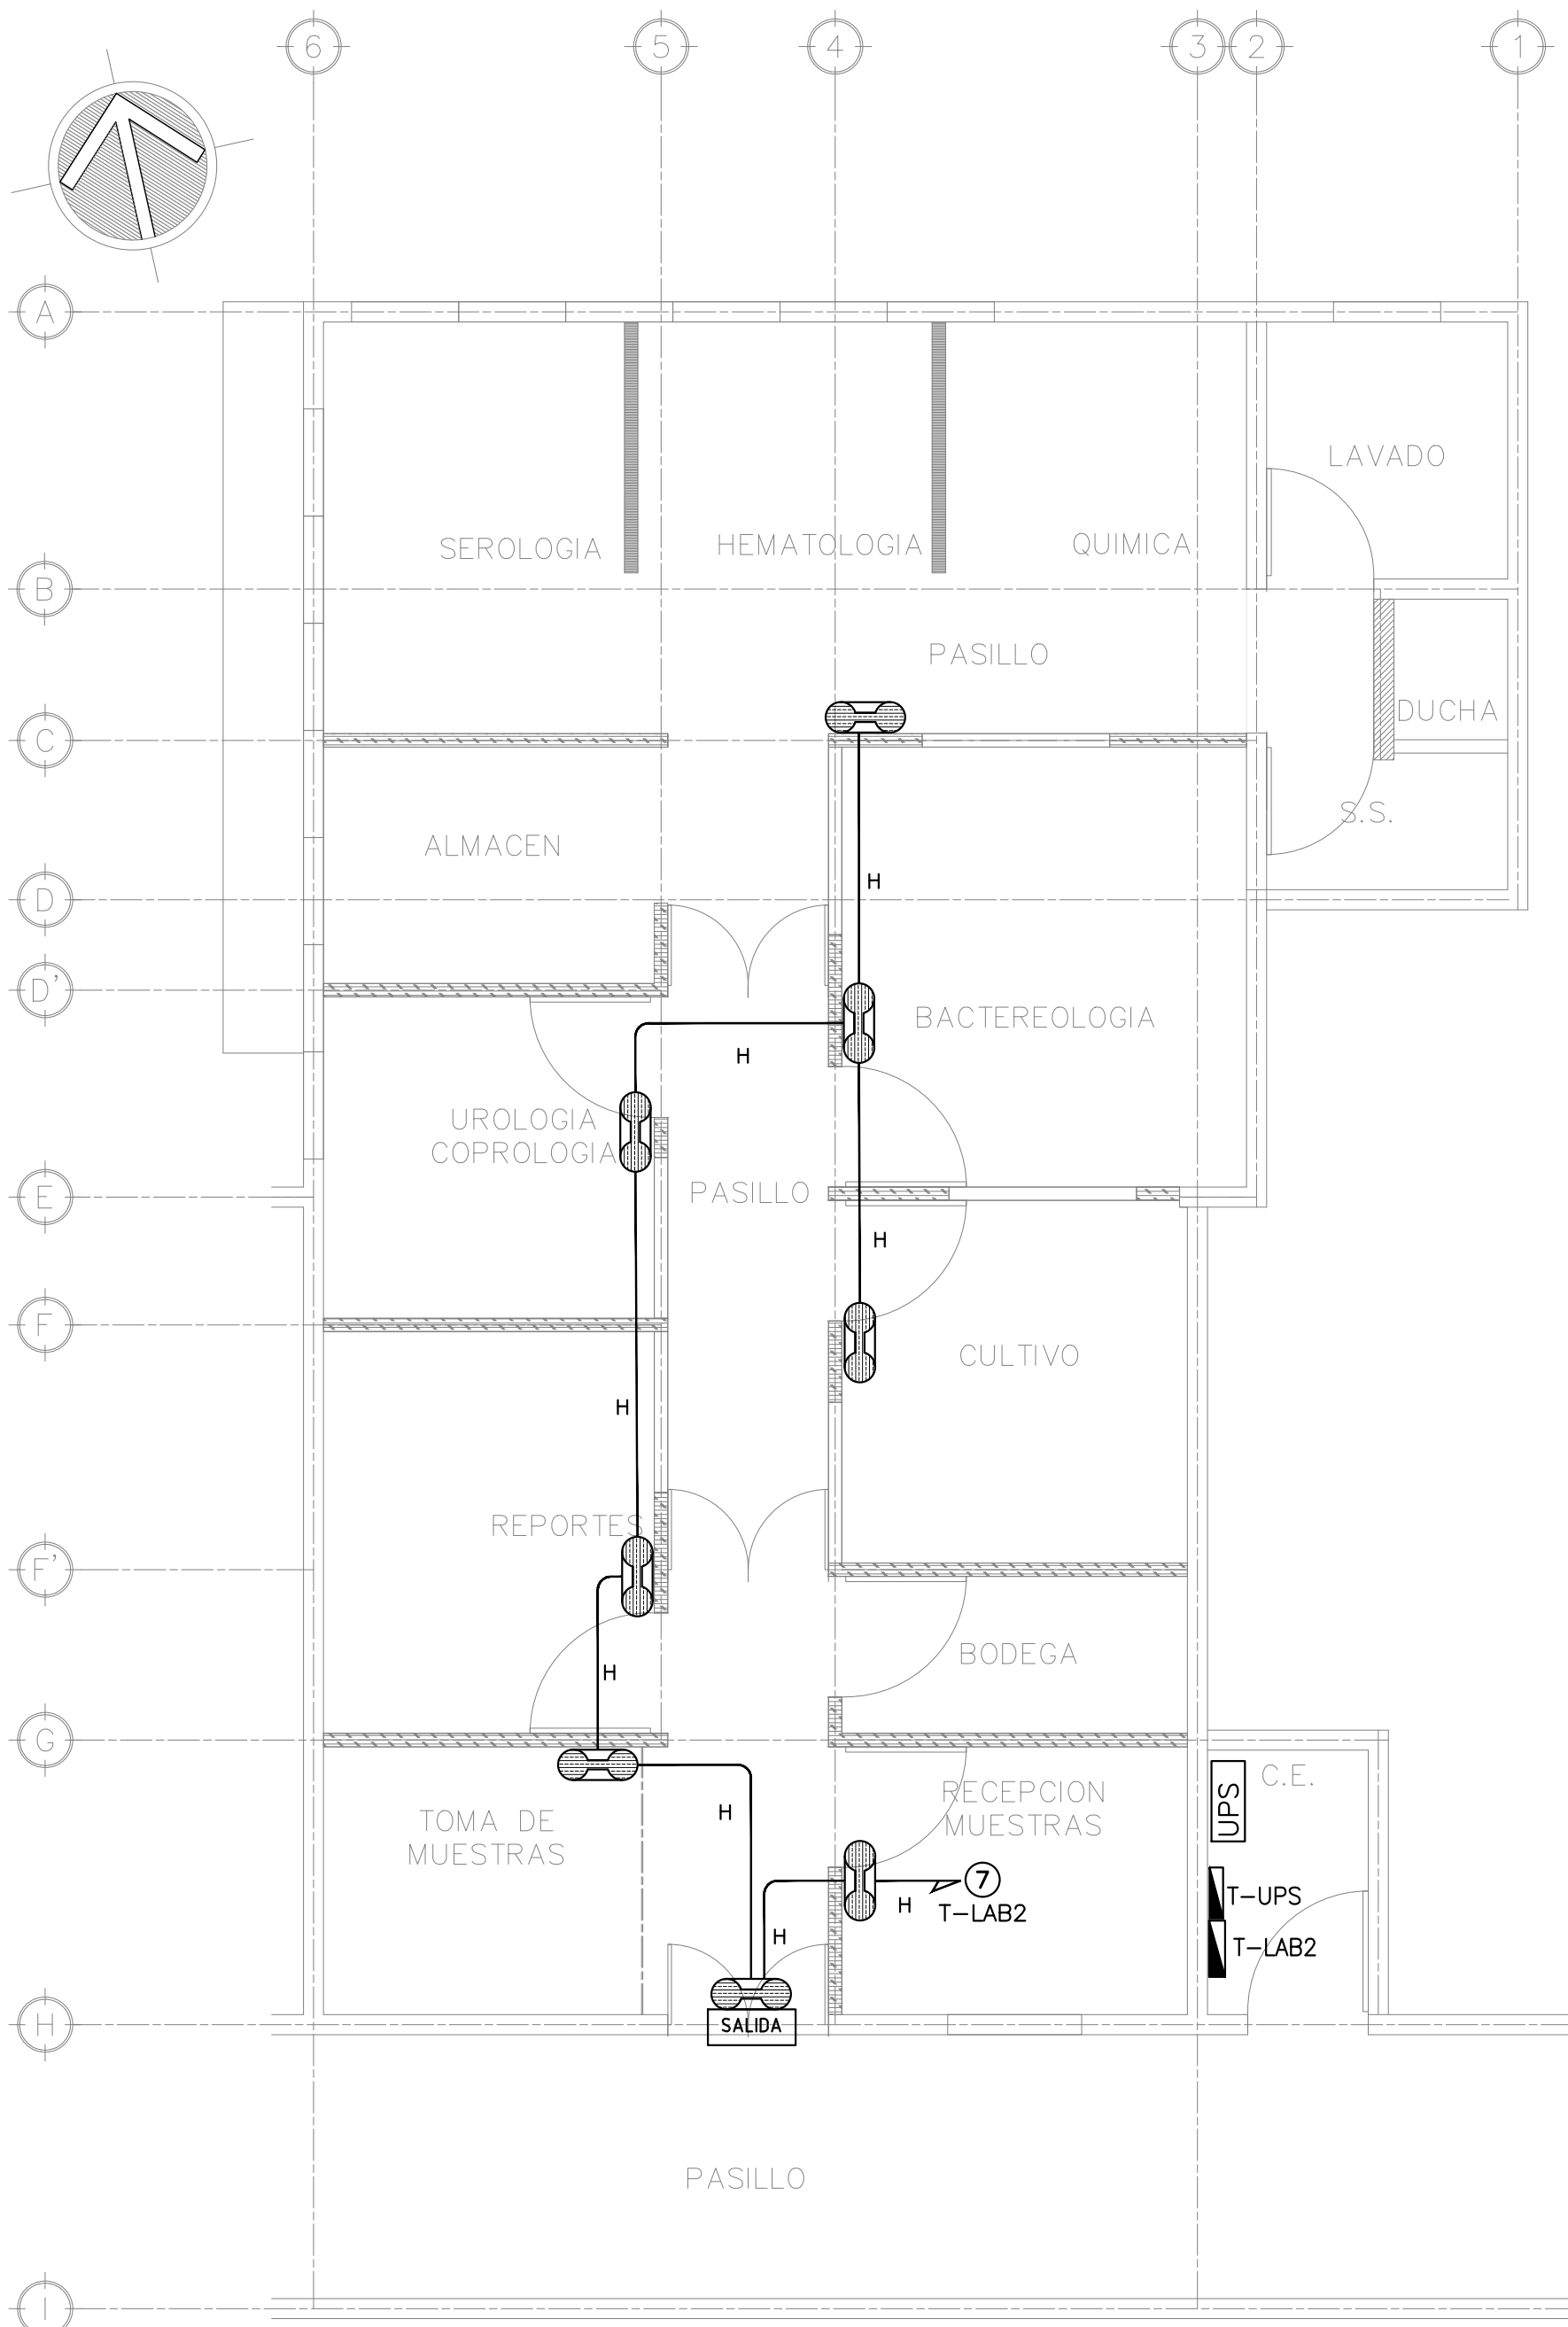 6 5 4 3 2 1
A
LAVADO
SEROLOGIA HEMATOLOGIA QUIMICA
B
PASILLO
DUCHA
C
S.S.
ALMACEN
H
D
D'
BACTEREOLOGIA
H
UROLOGIA
COPROLOGIA
PASILLO
E
H
F
CULTIVO
H
REPORTES
F'
BODEGA
H
G
C.E.
RECEPCION
MUESTRAS
UPS
TOMA DE
MUESTRAS
H
7
T-UPS
H
T-LAB2
H
T-LAB2
H
SALIDA
PASILLO
I